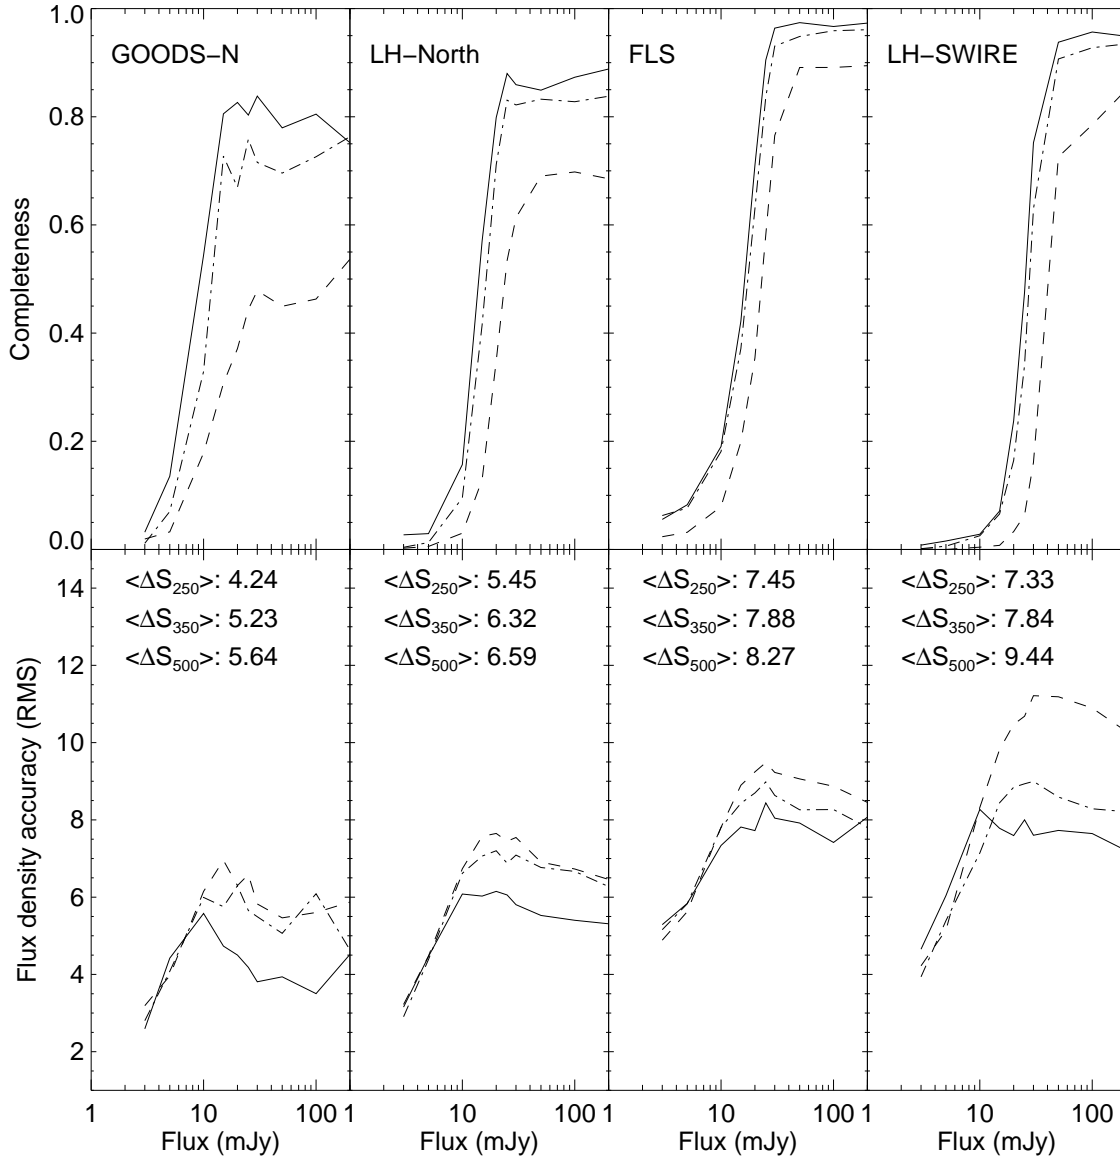 GOODS−N LH−North FLS LH−SWIRE
1.0
0.8
0.6
0.4
0.2
0.0
Completeness
<ΔS250>: 4.24 <ΔS250>: 5.45 <ΔS250>: 7.45 <ΔS250>: 7.33
<ΔS350>: 5.23 <ΔS350>: 6.32 <ΔS350>: 7.88 <ΔS350>: 7.84
<ΔS500>: 5.64 <ΔS500>: 6.59 <ΔS500>: 8.27 <ΔS500>: 9.44
14
12
10
8
6
4
2
Flux density accuracy (RMS)
1 10 100 1 10 100 1 10 100 1 10 100
Flux (mJy) Flux (mJy) Flux (mJy) Flux (mJy)